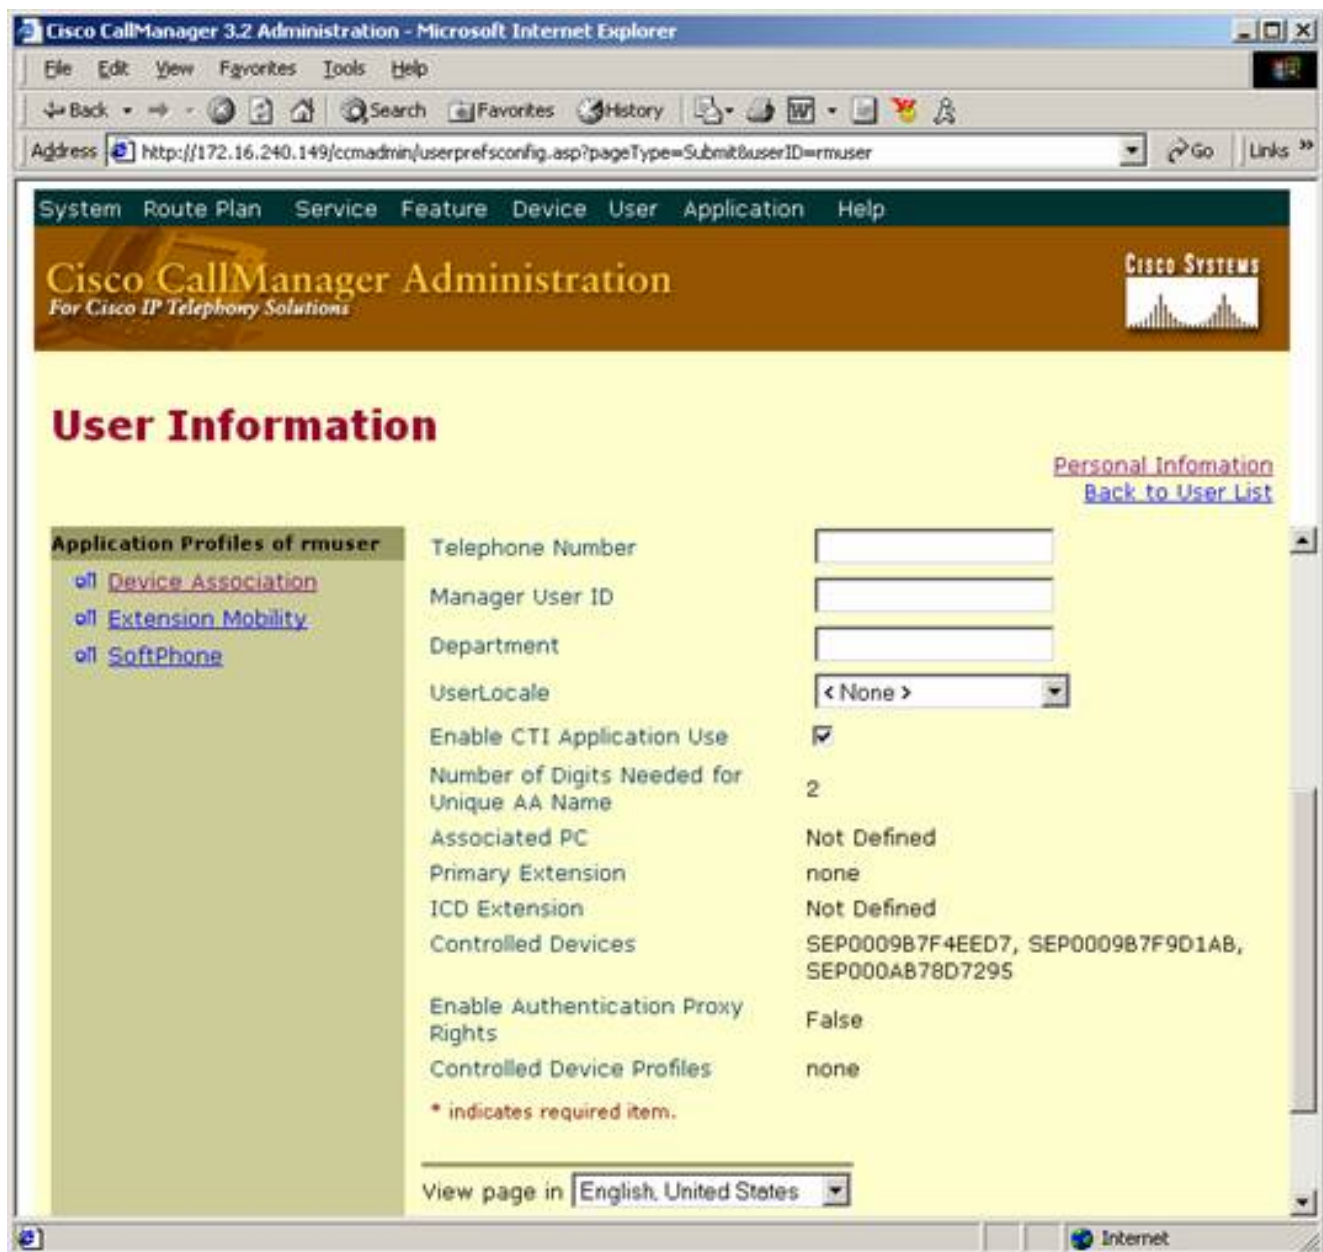 Cisco CallManager 3.2 Administration - Microsoft Internet Explorer
File Edit View Favorites Tools Help
Back Search Favorites History
Address http://172.16.240.149/ccmadmin/userprefsconfig.asp?pageType=Submit&userID=rmuser Go Links »
System Route Plan Service Feature Device User Application Help
Cisco CallManager Administration
For Cisco IP Telephony Solutions
CISCO SYSTEMS
User Information
Personal Infomation
Back to User List
Application Profiles of rmuser
Device Association
Extension Mobility
SoftPhone
Telephone Number
Manager User ID
Department
UserLocale < None >
Enable CTI Application Use
Number of Digits Needed for
Unique AA Name 2
Associated PC Not Defined
Primary Extension none
ICD Extension Not Defined
Controlled Devices SEP0009B7F4EED7, SEP0009B7F9D1AB,
SEP000AB78D7295
Enable Authentication Proxy
Rights False
Controlled Device Profiles none
* indicates required item.
View page in English, United States
Internet